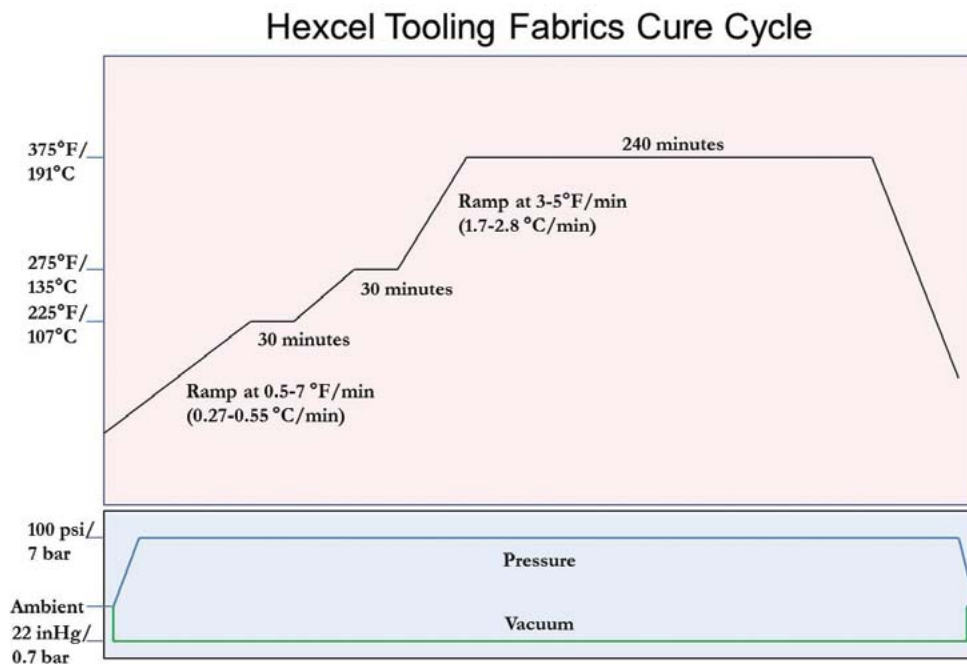 Hexcel Tooling Fabrics Cure Cycle
375°F/
191°C
240 minutes
Ramp at 3-5°F/min
(1.7-2.8 °C/min)
275°F/
135°C
30 minutes
225°F/
107°C
30 minutes
Ramp at 0.5-7 °F/min
(0.27-0.55 °C/min)
100 psi/
7 bar
Pressure
Ambient
Vacuum
22 inHg/
0.7 bar